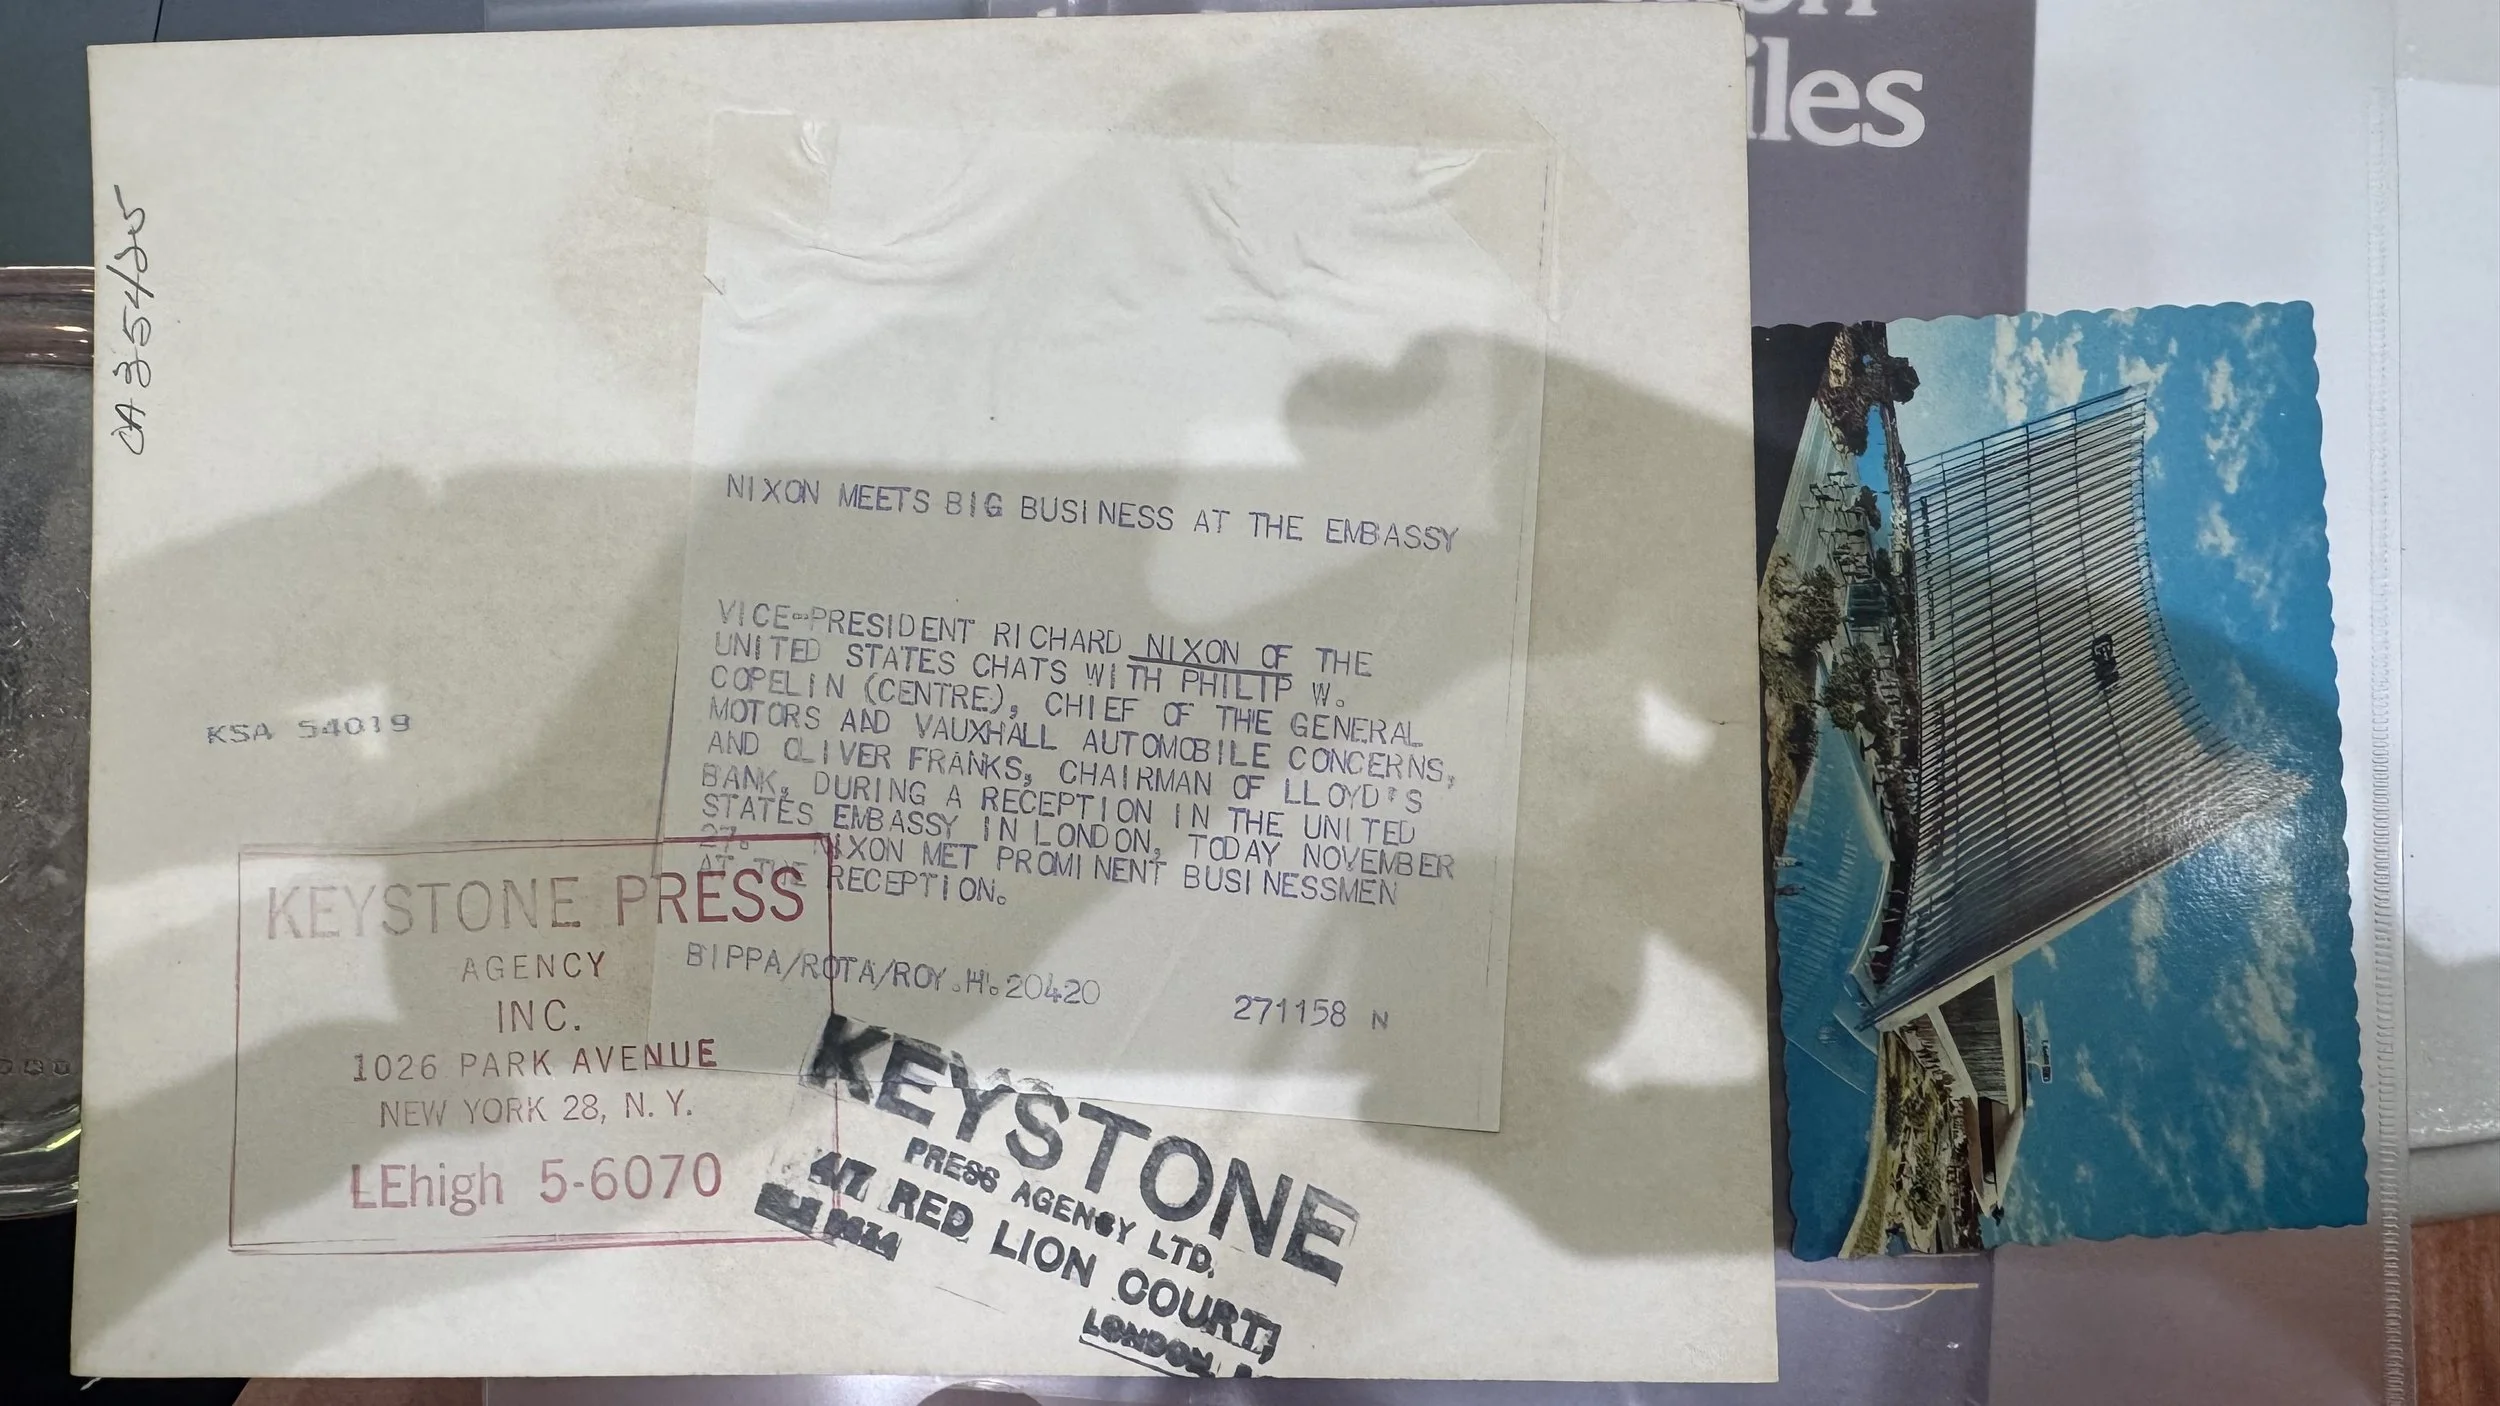 iles
CA 35425
NIXON MEETS BIG BUSINESS AT THE EMBASSY
VICE-PRESIDENT RICHARD NIXON OF THE
UNITED STATES CHATS WITH PHILIP W.
COPELIN (CENTRE), CHIEF OF THE GENERAL
MOTORS AND VAUXHALL AUTOMOBILE CONCERNS,
AND OLIVER FRANKS, CHAIRMAN OF LLOYD'S
BANK, DURING A RECEPTION IN THE UNITED
STATES EMBASSY IN LONDON, TODAY NOVEMBER
27. NIXON MET PROMINENT BUSINESSMEN
AT THE RECEPTION.
BIPPA/ROTA/ROY.H.20420
271158 N
KSA 54019
KEYSTONE PRESS
AGENCY
INC.
1026 PARK AVENUE
NEW YORK 28, N. Y.
LEhigh 5-6070
KEYSTONE
PRESS AGENCY LTD.
4/7 RED LION COURT,
LONDON